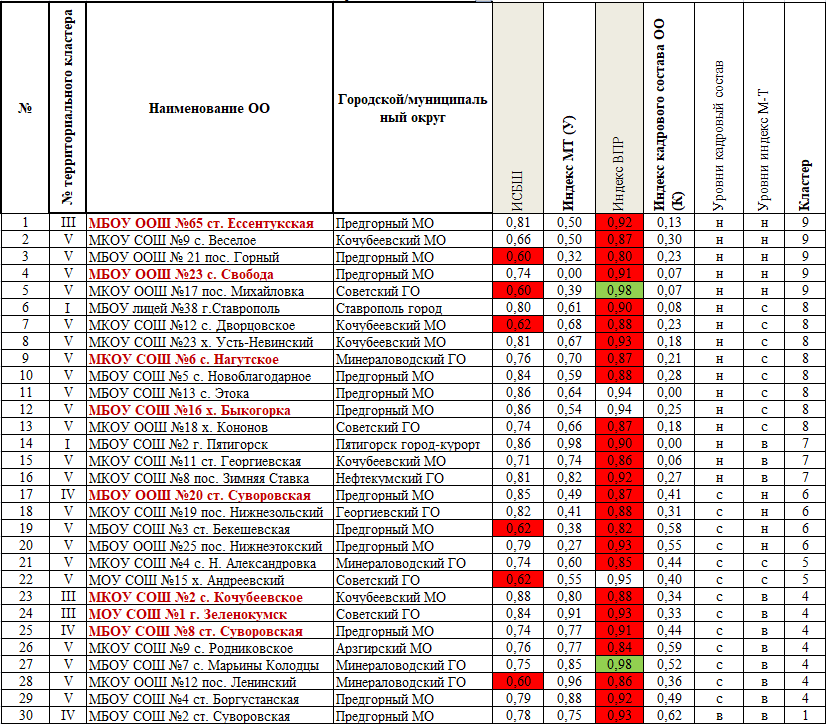 № № территориального кластера Наименование ОО Городской/муниципаль ИСБШ Индекс МТ (У) Индекс ВПР Индекс кадрового состава ОО (К) Уровни кадровый состав Уровни индекс М-Т Кластер
ный округ
1 III МБОУ ООШ №65 ст. Ессентукская Предгорный МО 0,81 0,50 0,92 0,13 н н 9
2 V МКОУ СОШ №9 с. Веселое Кочубеевский МО 0,66 0,50 0,87 0,30 н н 9
3 V МБОУ ООШ № 21 пос. Горный Предгорный МО 0,60 0,32 0,80 0,23 н н 9
4 V МБОУ ООШ №23 с. Свобода Предгорный МО 0,74 0,00 0,91 0,07 н н 9
5 V МКОУ ООШ №17 пос. Михайловка Советский ГО 0,60 0,39 0,98 0,07 н н 9
6 I МБОУ лицей №38 г.Ставрополь Ставрополь город 0,80 0,61 0,90 0,08 н с 8
7 V МКОУ СОШ №12 с. Дворцовское Кочубеевский МО 0,62 0,68 0,88 0,23 н с 8
8 V МКОУ СОШ №23 х. Усть-Невинский Кочубеевский МО 0,81 0,67 0,93 0,18 н с 8
9 V МКОУ СОШ №6 с. Нагутское Минераловодский ГО 0,76 0,70 0,87 0,21 н с 8
10 V МБОУ СОШ №5 с. Новоблагодарное Предгорный МО 0,84 0,59 0,88 0,28 н с 8
11 V МБОУ СОШ №13 с. Этока Предгорный МО 0,86 0,64 0,94 0,00 н с 8
12 V МБОУ СОШ №16 х. Быкогорка Предгорный МО 0,86 0,54 0,94 0,25 н с 8
13 V МКОУ ООШ №18 х. Кононов Советский ГО 0,74 0,66 0,87 0,18 н с 8
14 I МБОУ СОШ №2 г. Пятигорск Пятигорск город-курорт 0,86 0,98 0,90 0,00 н в 7
15 V МКОУ СОШ №11 ст. Георгиевская Кочубеевский МО 0,71 0,74 0,86 0,06 н в 7
16 V МКОУ СОШ №8 пос. Зимняя Ставка Нефтекумский ГО 0,81 0,82 0,92 0,27 н в 7
17 IV МБОУ ООШ №20 ст. Суворовская Предгорный МО 0,85 0,49 0,87 0,41 с н 6
18 V МКОУ СОШ №19 пос. Нижнезольский Георгиевский ГО 0,82 0,41 0,88 0,31 с н 6
19 V МБОУ СОШ №3 ст. Бекешевская Предгорный МО 0,62 0,38 0,82 0,58 с н 6
20 V МБОУ ООШ №25 пос. Нижнеэтокский Предгорный МО 0,79 0,27 0,93 0,55 с н 6
21 V МКОУ СОШ №4 с. Н. Александровка Минераловодский ГО 0,74 0,60 0,85 0,44 с с 5
22 V МОУ СОШ №15 х. Андреевский Советский ГО 0,62 0,55 0,95 0,40 с с 5
23 III МКОУ СОШ №2 с. Кочубеевское Кочубеевский МО 0,88 0,80 0,88 0,34 с в 4
24 III МОУ СОШ №1 г. Зеленокумск Советский ГО 0,84 0,91 0,93 0,33 с в 4
25 IV МБОУ СОШ №8 ст. Суворовская Предгорный МО 0,74 0,77 0,91 0,44 с в 4
26 V МКОУ СОШ №9 с. Родниковское Арзгирский МО 0,74 0,77 0,84 0,59 с в 4
27 V МБОУ СОШ №7 с. Марьины Колодцы Минераловодский ГО 0,75 0,85 0,98 0,52 с в 4
28 V МКОУ ООШ №12 пос. Ленинский Минераловодский ГО 0,60 0,96 0,86 0,36 с в 4
29 V МБОУ СОШ №4 ст. Боргустанская Предгорный МО 0,79 0,88 0,92 0,49 с в 4
30 IV МБОУ СОШ №2 ст. Суворовская Предгорный МО 0,78 0,75 0,93 0,62 в в 1